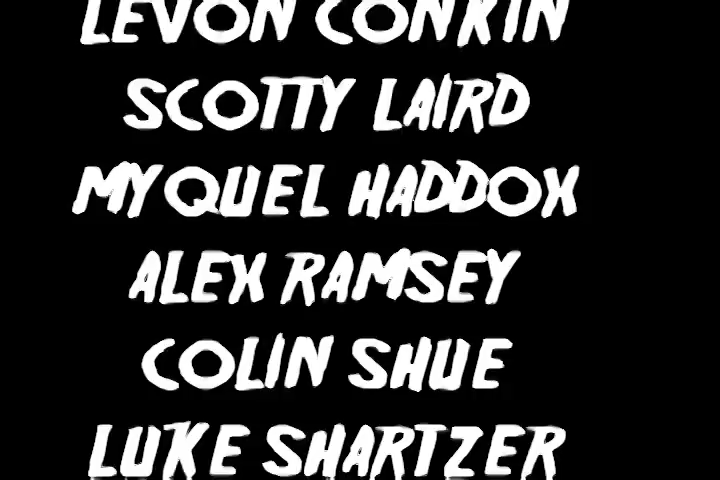 LEVON CONKIN
SCOTTY LAIRD
MYQUEL HADDOX
ALEX RAMSEY
COLIN SHUE
LUKE SHARTZER